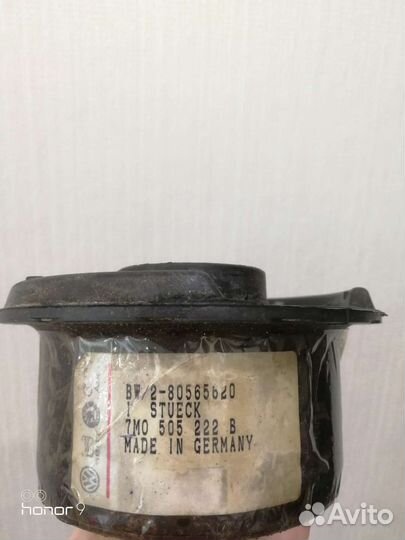 BW/2-80565620
1 STUECK
7M0 505 222 B
MADE IN GERMANY
honor 9
Avito